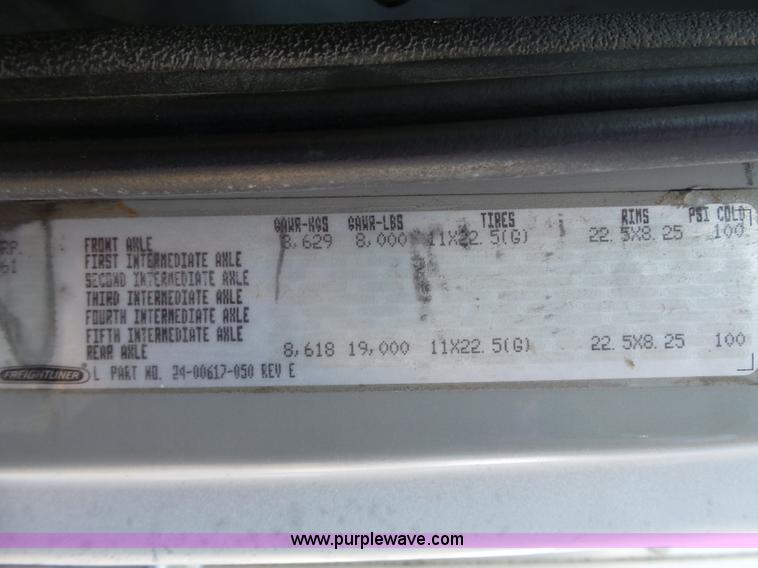 GAWR-KGS GAWR-LBS TIRES RIMS PSI COLD
RP. FRONT AXLE 3,629 8,000 11X22.5(G) 22.5X8.25 100
61 FIRST INTERMEDIATE AXLE
SECOND INTERMEDIATE AXLE
THIRD INTERMEDIATE AXLE
FOURTH INTERMEDIATE AXLE
FIFTH INTERMEDIATE AXLE
REAR AXLE 8,618 19,000 11X22.5(G) 22.5X8.25 100
FREIGHTLINER L PART NO. 24-00617-050 REV E
www.purplewave.com